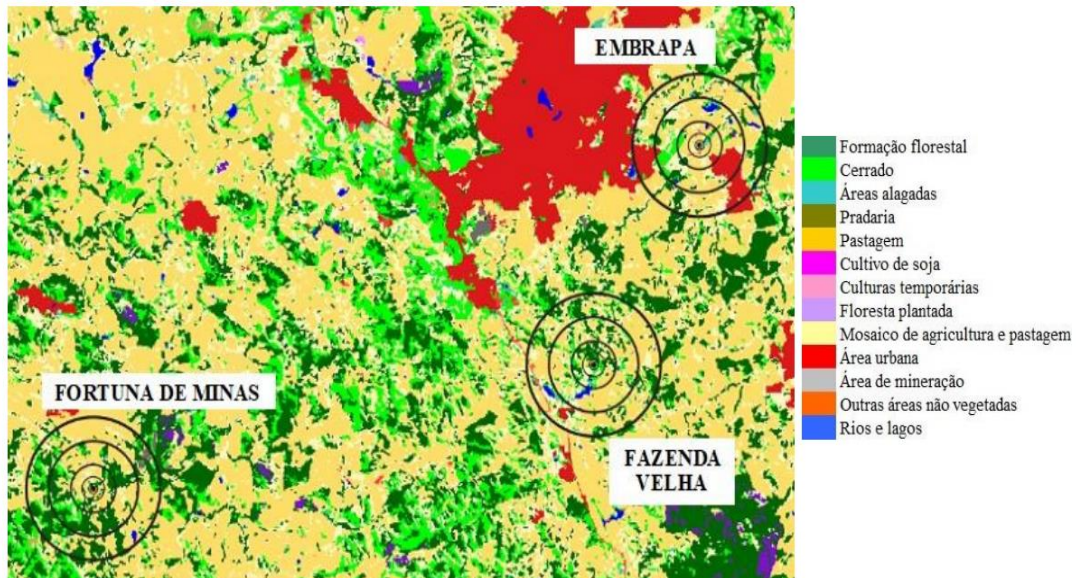 EMBRAPA
FORTUNA DE MINAS
FAZENDA
VELHA
Formação florestal
Cerrado
Áreas alagadas
Pradaria
Pastagem
Cultivo de soja
Culturas temporárias
Floresta plantada
Mosaico de agricultura e pastagem
Área urbana
Área de mineração
Outras áreas não vegetadas
Rios e lagos